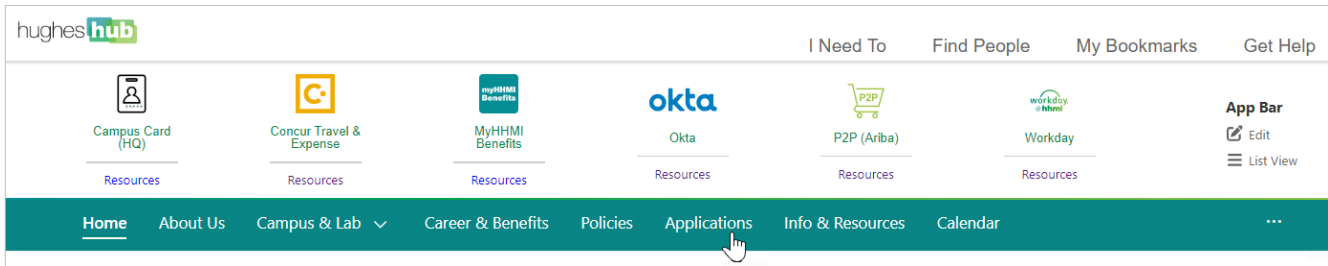 hughes hub
I Need To Find People My Bookmarks Get Help
C.
myHHMI
Benefits
okta
P2P
workday.
@hhmi
Campus Card
(HQ)
Concur Travel &
Expense
MyHHMI
Benefits
Okta
P2P (Ariba)
Workday
App Bar
Edit
List View
Resources Resources Resources Resources Resources Resources
Home About Us Campus & Lab Career & Benefits Policies Applications Info & Resources Calendar ...